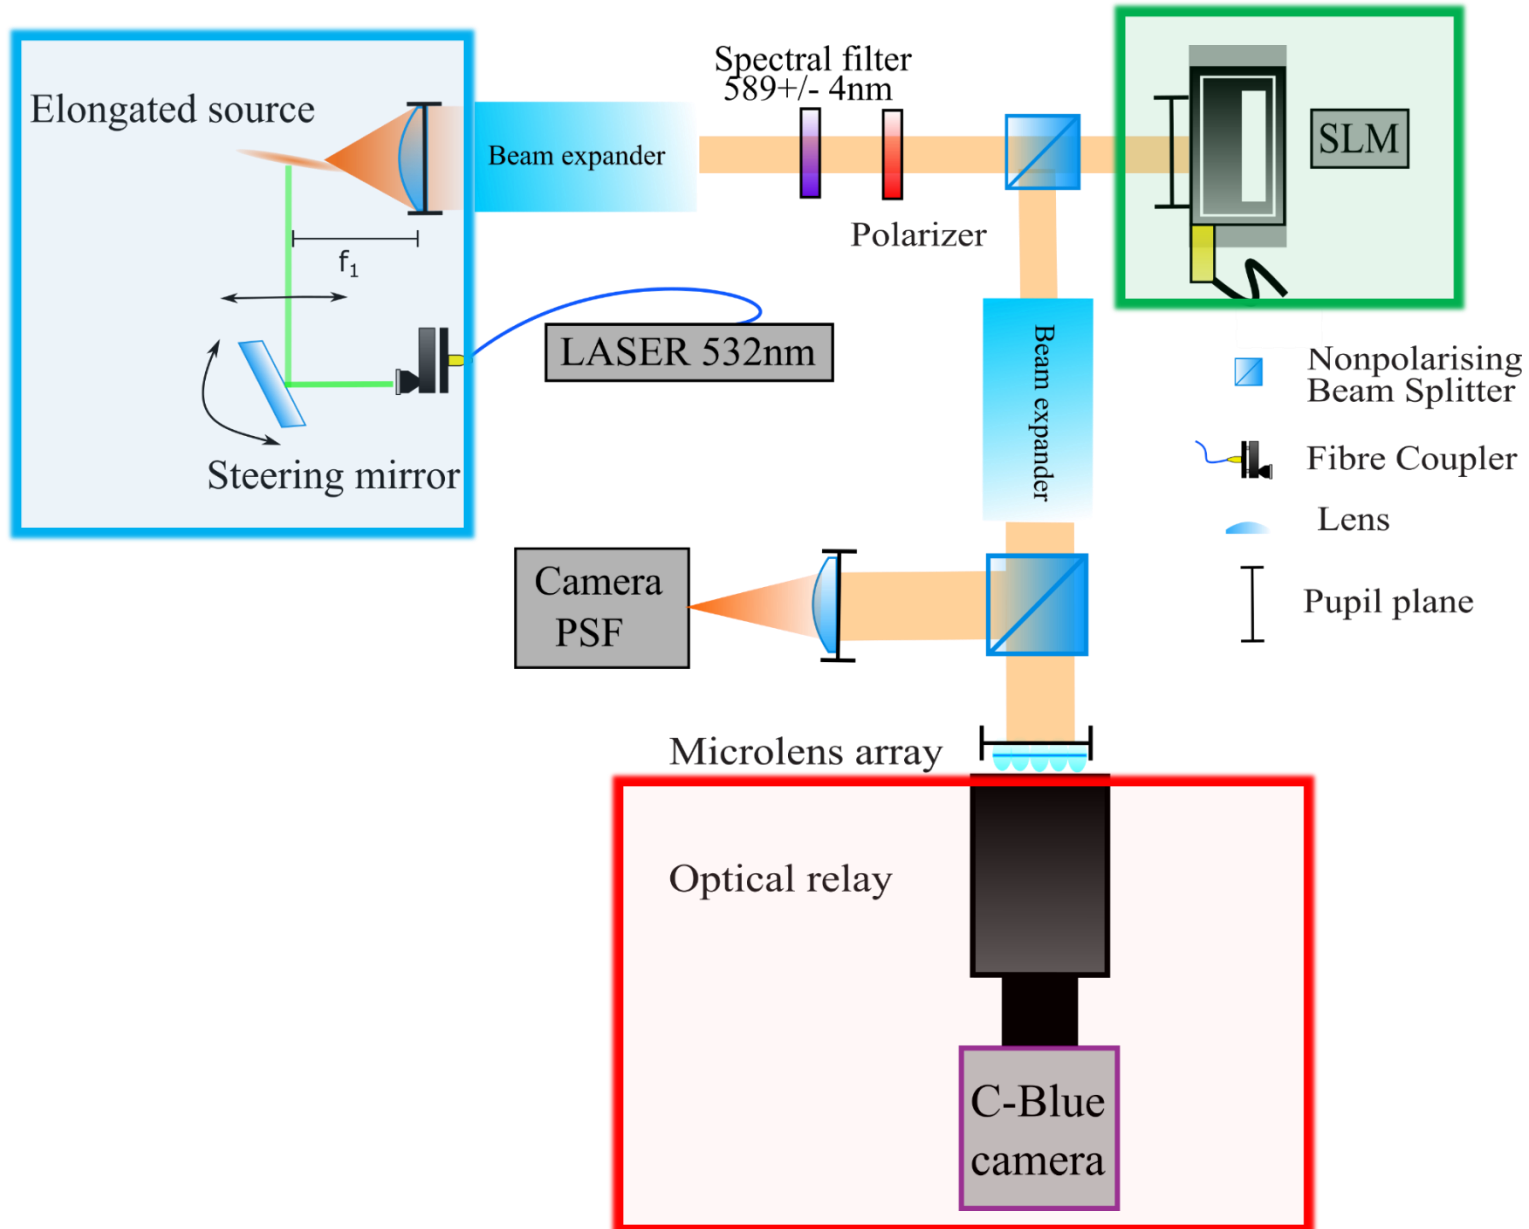 Spectral filter
589+/- 4nm
Elongated source
Beam expander
SLM
Polarizer
f1
LASER 532nm
Steering mirror
Beam expander
Nonpolarising
Beam Splitter
Fibre Coupler
Lens
Pupil plane
Camera
PSF
Microlens array
Optical relay
C-Blue
camera